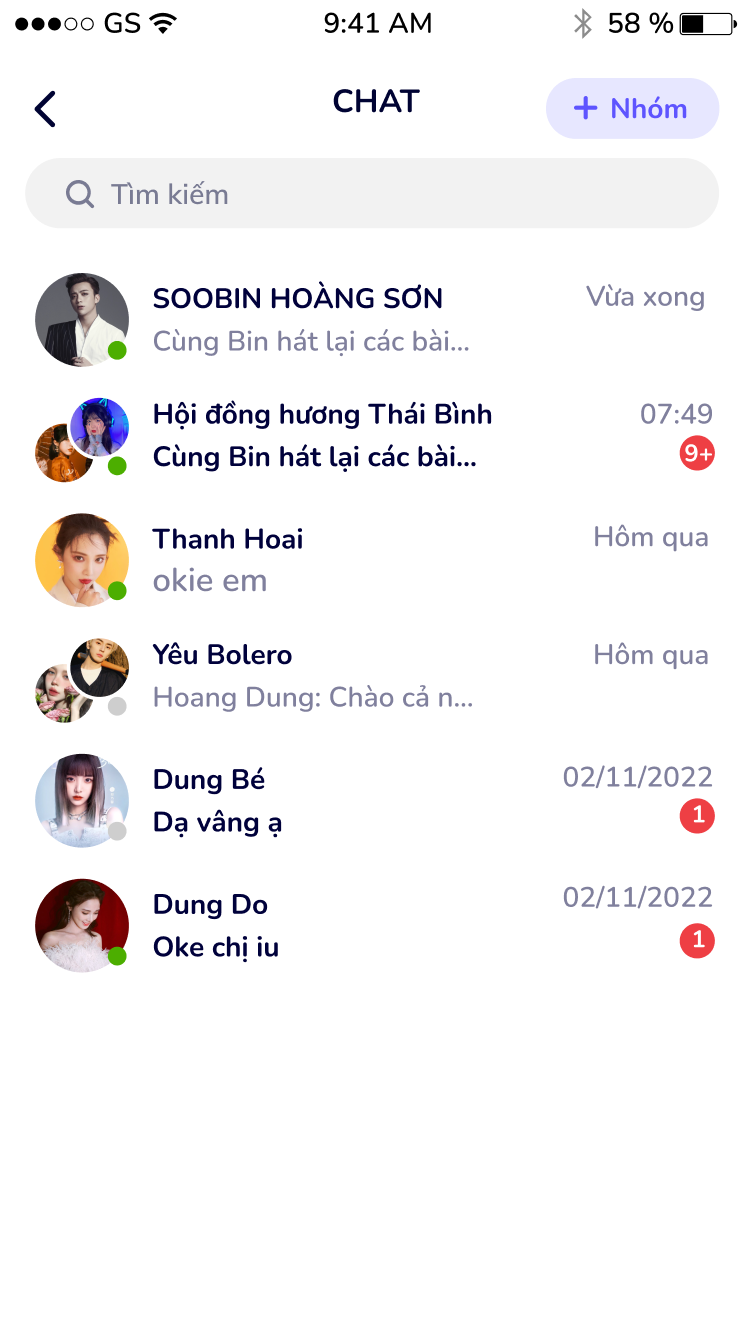 GS 9:41 AM 58 %
CHAT
+ Nhóm
Tìm kiếm
SOOBIN HOÀNG SƠN Vừa xong
Cùng Bin hát lại các bài...
Hội đồng hương Thái Bình 07:49
Cùng Bin hát lại các bài... 9+
Thanh Hoai Hôm qua
okie em
Yêu Bolero Hôm qua
Hoang Dung: Chào cả n...
Dung Bé 02/11/2022
Dạ vâng ạ 1
Dung Do 02/11/2022
Oke chị iu 1